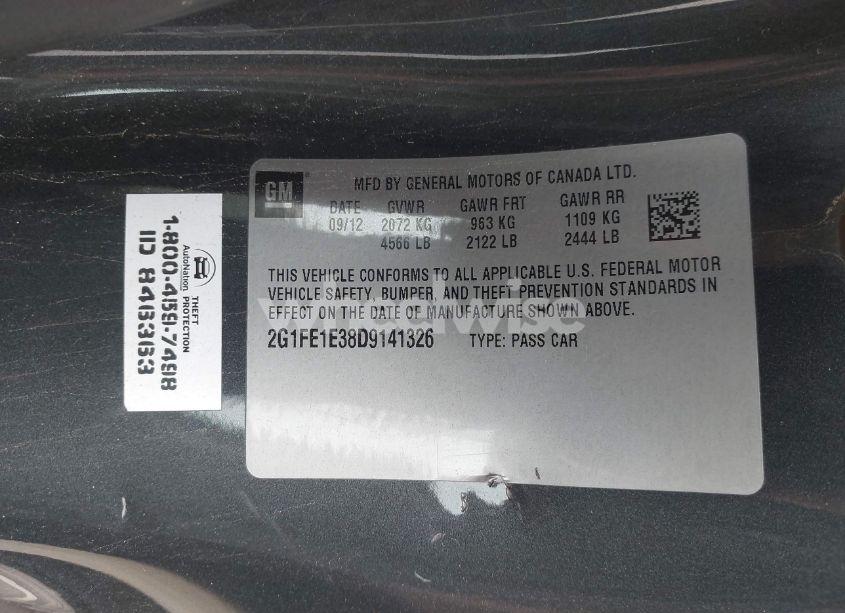 GM
MFD BY GENERAL MOTORS OF CANADA LTD.
DATE GVWR GAWR FRT GAWR RR
09/12 2072 KG 963 KG 1109 KG
4566 LB 2122 LB 2444 LB
THIS VEHICLE CONFORMS TO ALL APPLICABLE U.S. FEDERAL MOTOR
VEHICLE SAFETY, BUMPER, AND THEFT PREVENTION STANDARDS IN
EFFECT ON THE DATE OF MANUFACTURE SHOWN ABOVE.
2G1FE1E38D9141326 TYPE: PASS CAR
THEFT
PROTECTION
AutoNation
1-800-459-7498
ID 8463363
wheelwise